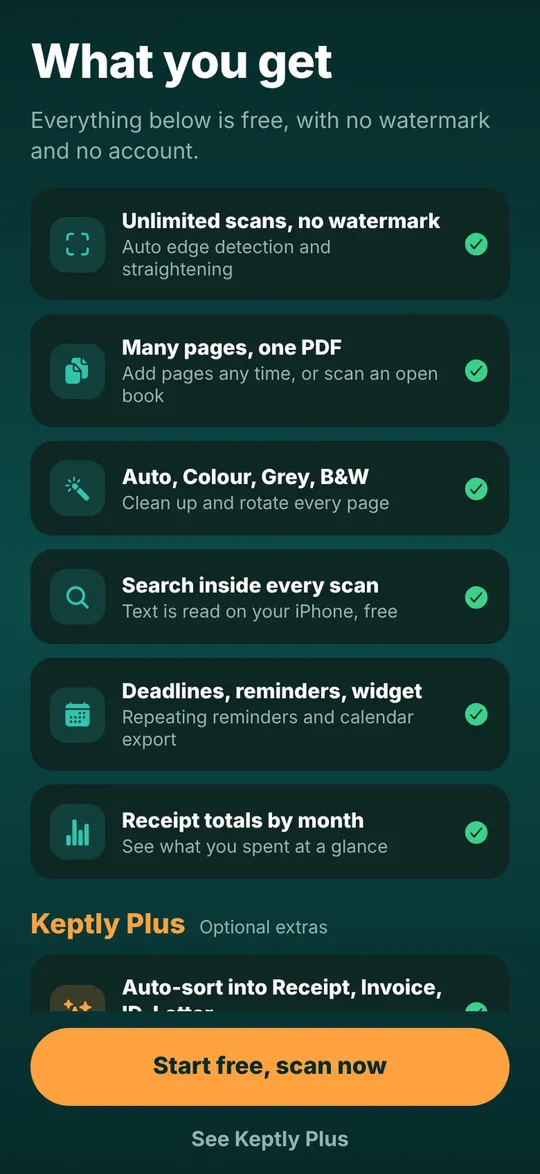 What you get
Everything below is free, with no watermark
and no account.
Unlimited scans, no watermark
Auto edge detection and
straightening
Many pages, one PDF
Add pages any time, or scan an open
book
Auto, Colour, Grey, B&W
Clean up and rotate every page
Search inside every scan
Text is read on your iPhone, free
Deadlines, reminders, widget
Repeating reminders and calendar
export
Receipt totals by month
See what you spent at a glance
Keptly Plus Optional extras
Auto-sort into Receipt, Invoice,
ID, Letter
Start free, scan now
See Keptly Plus